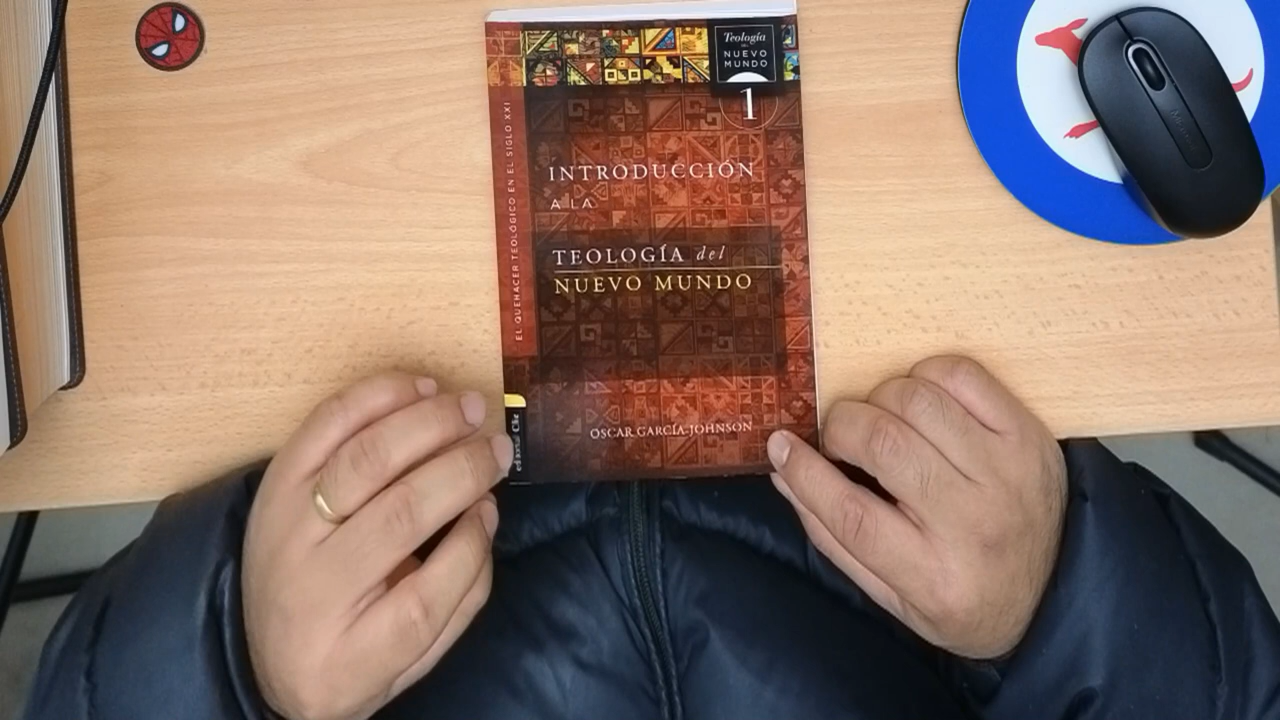 Teología
NUEVO
MUNDO
1
INTRODUCCIÓN
A LA
TEOLOGÍA del
NUEVO MUNDO
OSCAR GARCÍA-JOHNSON
EL QUEHACER TEOLÓGICO EN EL SIGLO XXI
editorial Clie